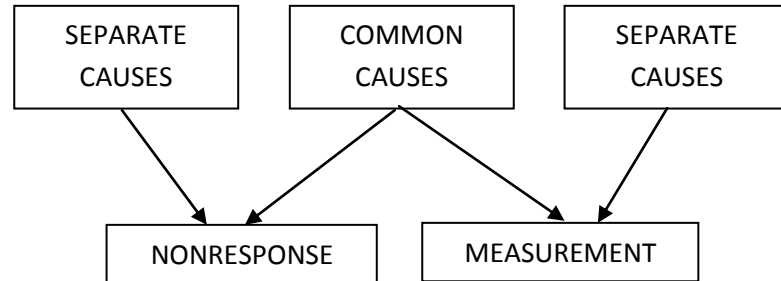 SEPARATE
CAUSES
COMMON
CAUSES
SEPARATE
CAUSES
NONRESPONSE
MEASUREMENT